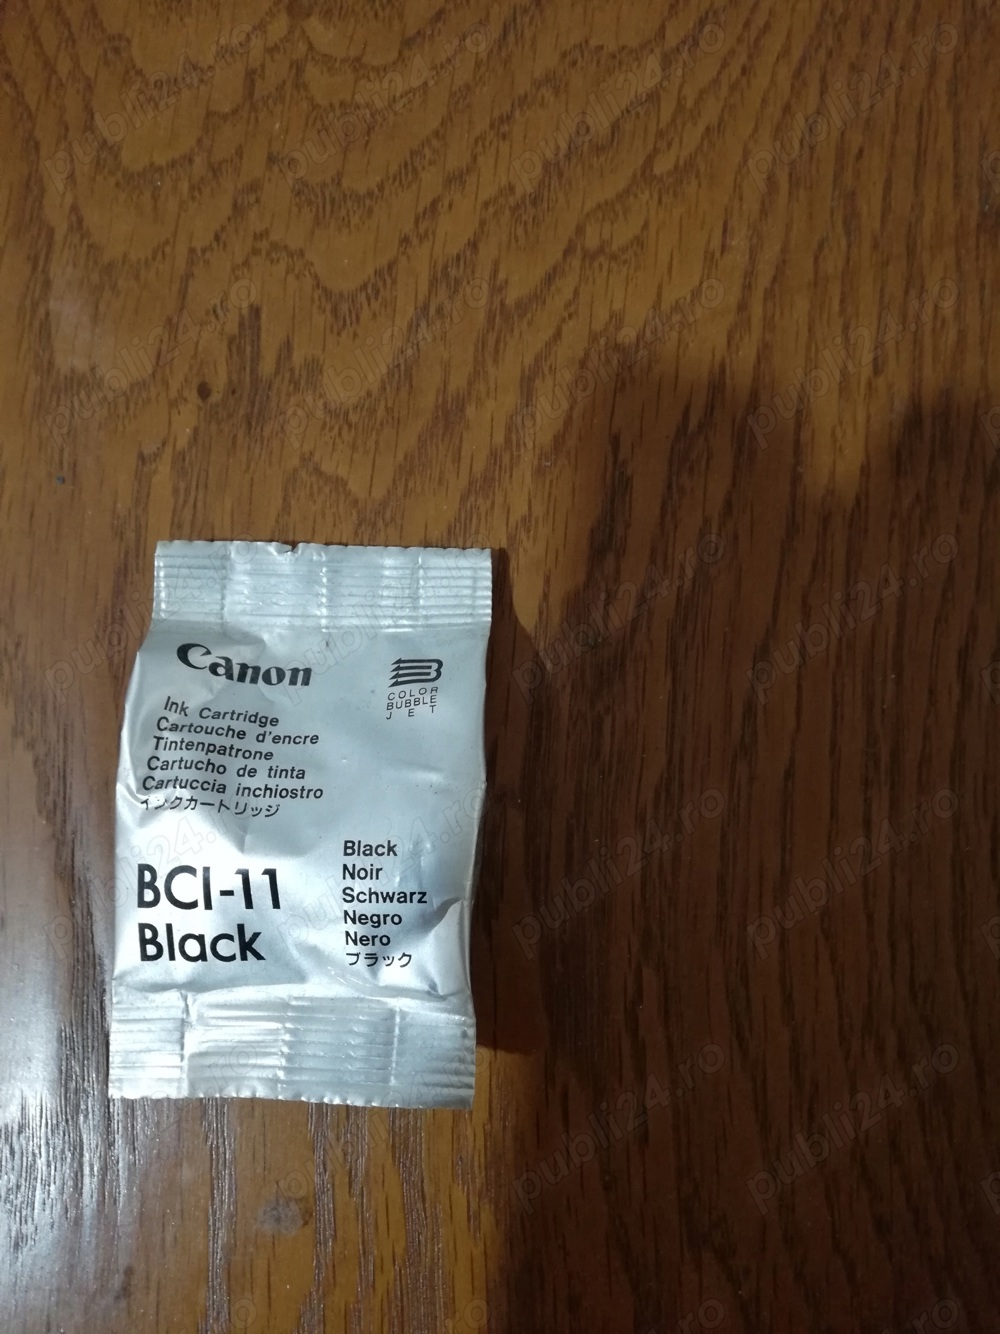 Canon
COLOR
BUBBLE
JET
Ink Cartridge
Cartouche d'encre
Tintenpatrone
Cartucho de tinta
Cartuccia inchiostro
インクカートリッジ
BCI-11
Black
Black
Noir
Schwarz
Negro
Nero
ブラック
publi24.ro